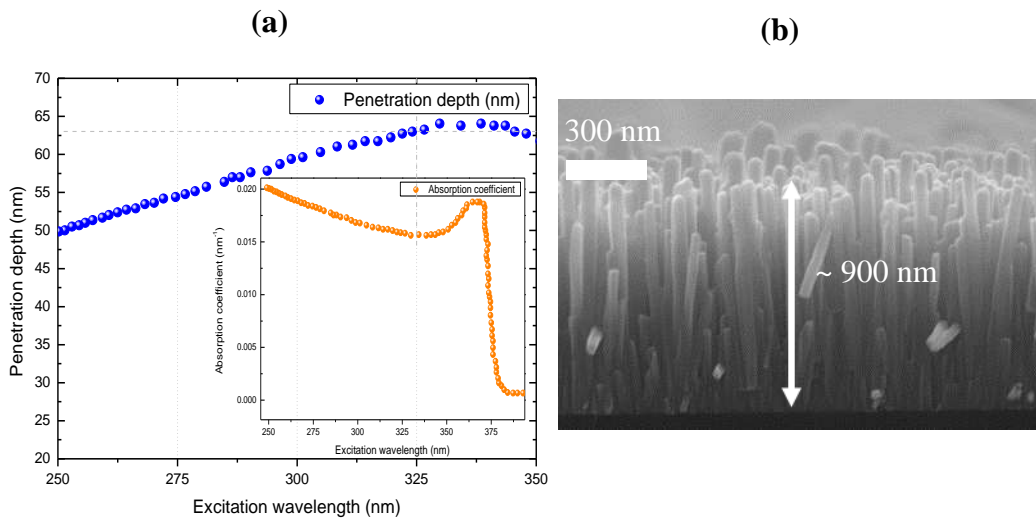 (a)
(b)
70
65
60
55
50
45
40
35
30
25
20
Penetration depth (nm)
Penetration depth (nm)
250
275
300
325
350
Excitation wavelength (nm)
Absorption coefficient
0.020
0.015
0.010
0.005
0.000
Absorption coefficient (nm⁻¹)
250
275
300
325
350
375
Excitation wavelength (nm)
300 nm
~ 900 nm